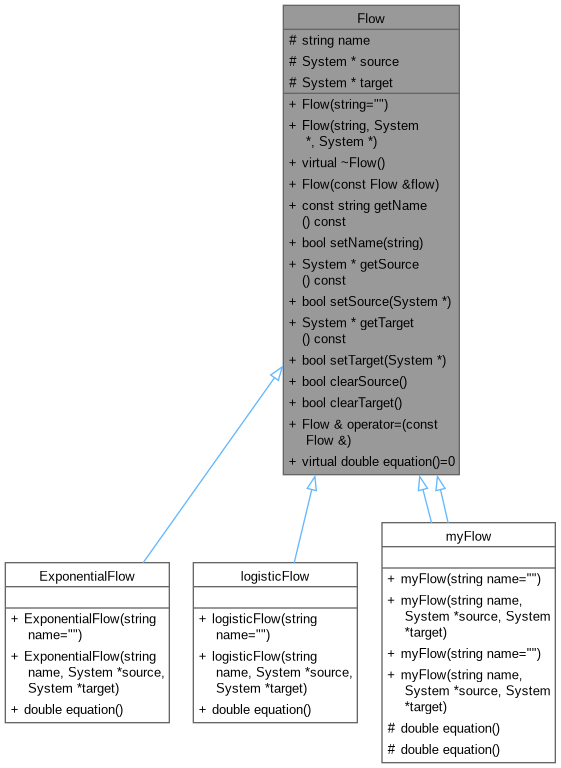 Flow
# string name
# System * source
# System * target
+ Flow(string="")
+ Flow(string, System
*, System *)
+ virtual ~Flow()
+ Flow(const Flow &flow)
+ const string getName
() const
+ bool setName(string)
+ System * getSource
() const
+ bool setSource(System *)
+ System * getTarget
() const
+ bool setTarget(System *)
+ bool clearSource()
+ bool clearTarget()
+ Flow & operator=(const
Flow &)
+ virtual double equation()=0
ExponentialFlow
+ ExponentialFlow(string
name="")
+ ExponentialFlow(string
name, System *source,
System *target)
+ double equation()
logisticFlow
+ logisticFlow(string
name="")
+ logisticFlow(string
name, System *source,
System *target)
+ double equation()
myFlow
+ myFlow(string name="")
+ myFlow(string name,
System *source, System
*target)
+ myFlow(string name="")
+ myFlow(string name,
System *source, System
*target)
# double equation()
# double equation()